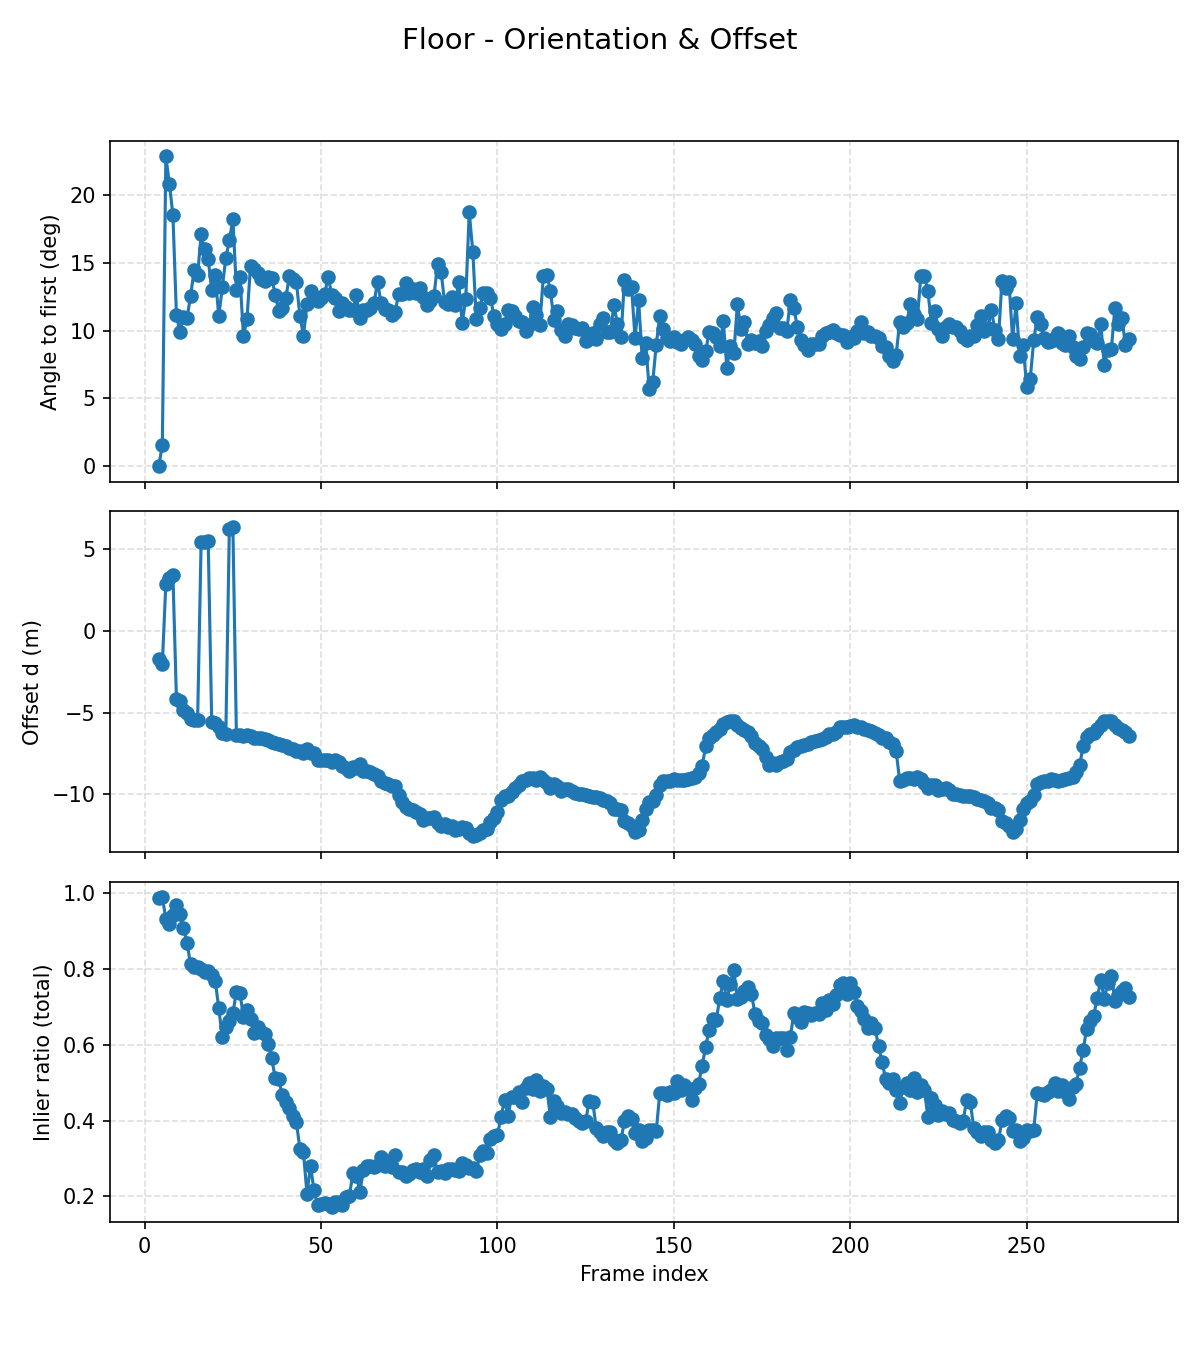 Floor - Orientation & Offset
Angle to first (deg)
20
15
10
5
0
Offset d (m)
5
0
−5
−10
Inlier ratio (total)
1.0
0.8
0.6
0.4
0.2
0 50 100 150 200 250
Frame index